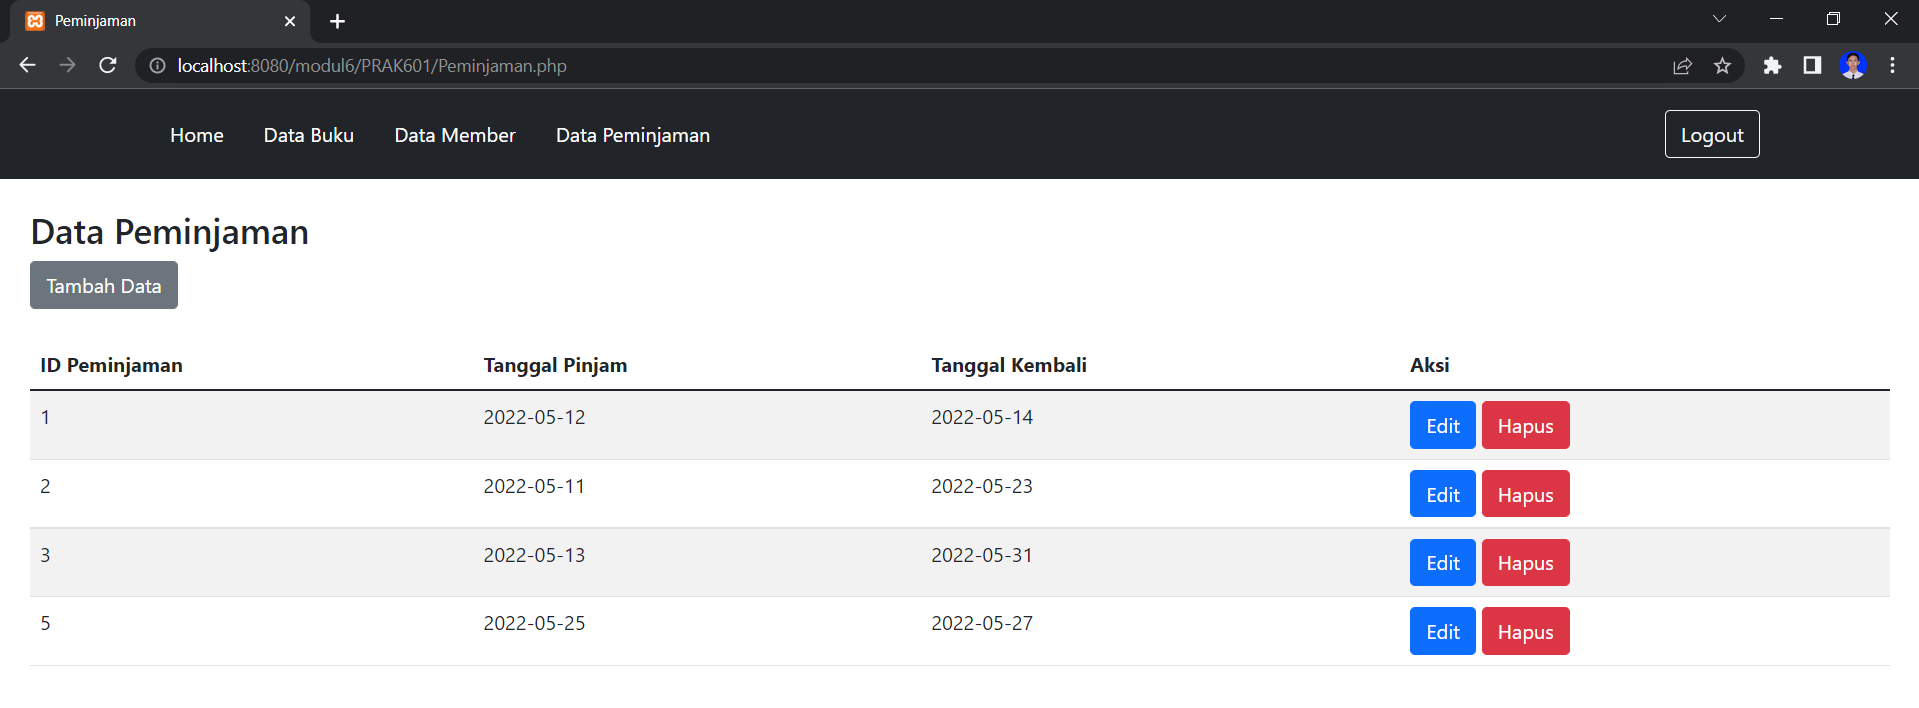 Peminjaman
localhost:8080/modul6/PRAK601/Peminjaman.php
Home Data Buku Data Member Data Peminjaman Logout
Data Peminjaman
Tambah Data
ID Peminjaman Tanggal Pinjam Tanggal Kembali Aksi
1 2022-05-12 2022-05-14 Edit Hapus
2 2022-05-11 2022-05-23 Edit Hapus
3 2022-05-13 2022-05-31 Edit Hapus
5 2022-05-25 2022-05-27 Edit Hapus